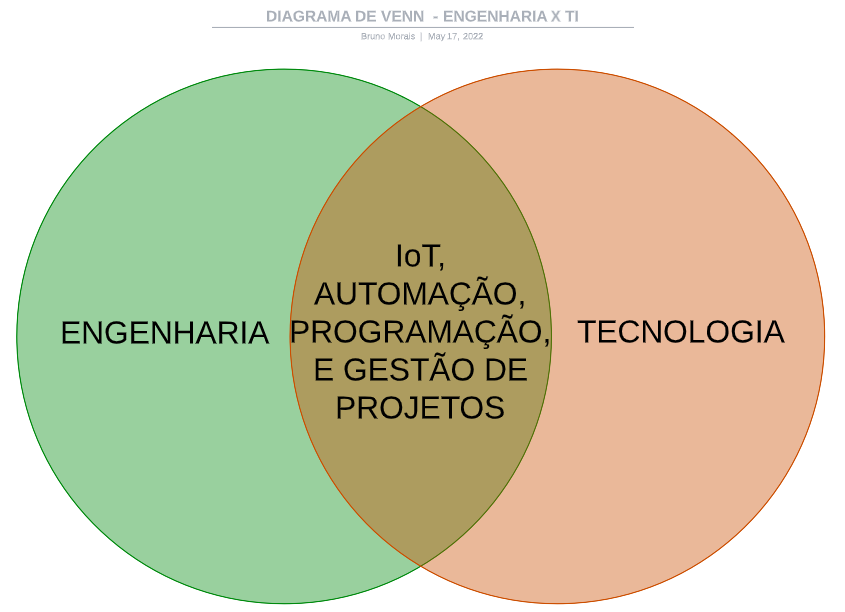 DIAGRAMA DE VENN - ENGENHARIA X TI
Bruno Morais | May 17, 2022
ENGENHARIA
IoT,
AUTOMAÇÃO,
PROGRAMAÇÃO,
E GESTÃO DE
PROJETOS
TECNOLOGIA